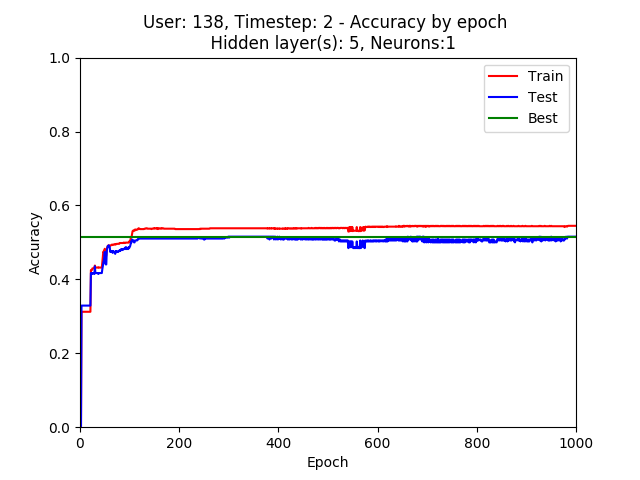 User: 138, Timestep: 2 - Accuracy by epoch
Hidden layer(s): 5, Neurons:1
1.0
0.8
0.6
0.4
0.2
0.0
Accuracy
Train
Test
Best
0 200 400 600 800 1000
Epoch